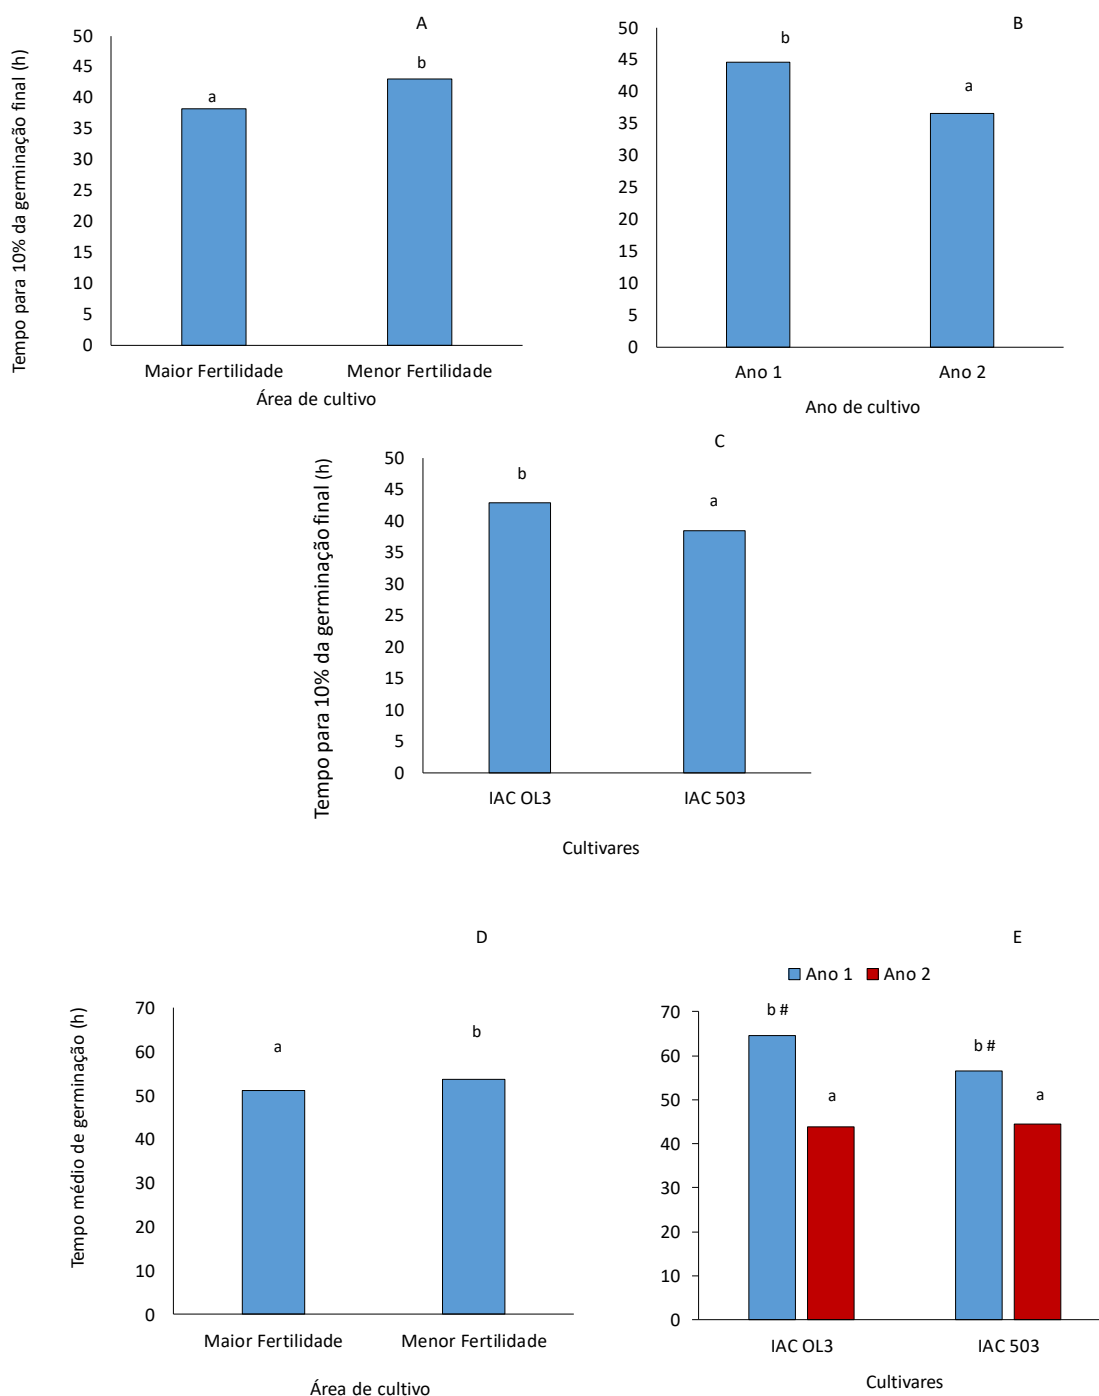 A
Tempo para 10% da germinação final (h)
50
45
40
35
30
25
20
15
10
5
0
a
b
Maior Fertilidade
Menor Fertilidade
Área de cultivo
B
50
45
40
35
30
25
20
15
10
5
0
b
a
Ano 1
Ano 2
Ano de cultivo
C
Tempo para 10% da germinação final (h)
50
45
40
35
30
25
20
15
10
5
0
b
a
IAC OL3
IAC 503
Cultivares
D
Tempo médio de germinação (h)
70
60
50
40
30
20
10
0
a
b
Maior Fertilidade
Menor Fertilidade
Área de cultivo
E
Ano 1 Ano 2
70
60
50
40
30
20
10
0
b #
a
b #
a
IAC OL3
IAC 503
Cultivares